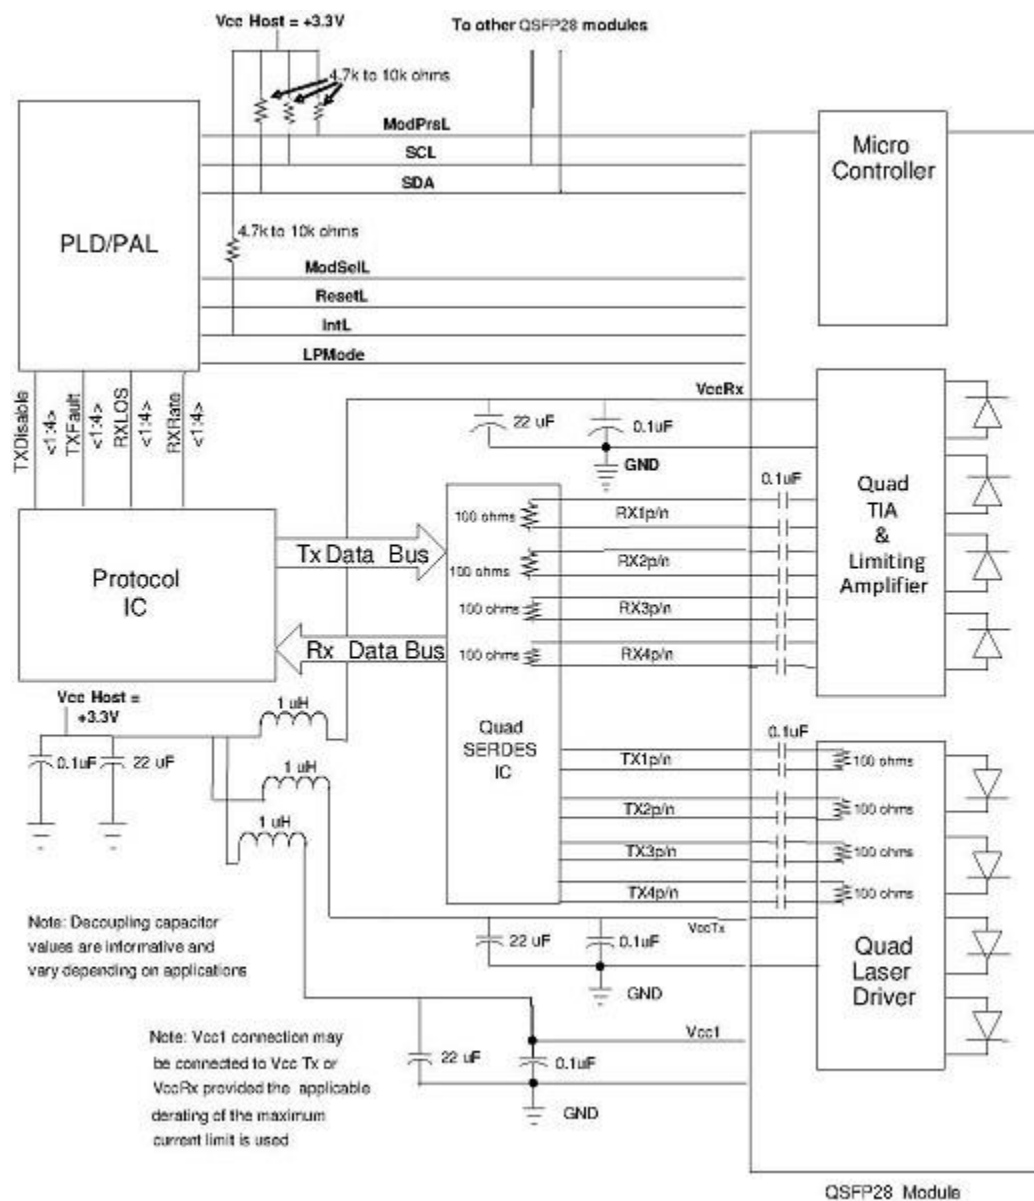 Vcc Host = +3.3V
To other QSFP28 modules
4.7k to 10k ohms
ModPrsL
SCL
SDA
PLD/PAL
4.7k to 10k ohms
ModSelL
ResetL
IntL
LPMode
Micro
Controller
TXDisable
<1:4>
TXFault
<1:4>
RXLOS
<1:4>
RXRate
<1:4>
VccRx
22 uF
0.1uF
GND
0.1uF
Quad
TIA
&
Limiting
Amplifier
100 ohms
RX1p/n
100 ohms
RX2p/n
100 ohms
RX3p/n
100 ohms
RX4p/n
Tx Data Bus
Rx Data Bus
Protocol
IC
Vcc Host =
+3.3V
0.1uF
22 uF
1 uH
1 uH
1 uH
Quad
SERDES
IC
0.1uF
TX1p/n
100 ohms
TX2p/n
100 ohms
TX3p/n
100 ohms
TX4p/n
100 ohms
Quad
Laser
Driver
VccTx
22 uF
0.1uF
GND
Note: Decoupling capacitor
values are informative and
vary depending on applications
Vcc1
22 uF
0.1uF
GND
Note: Vcc1 connection may
be connected to Vcc Tx or
VccRx provided the applicable
derating of the maximum
current limit is used
QSFP28 Module